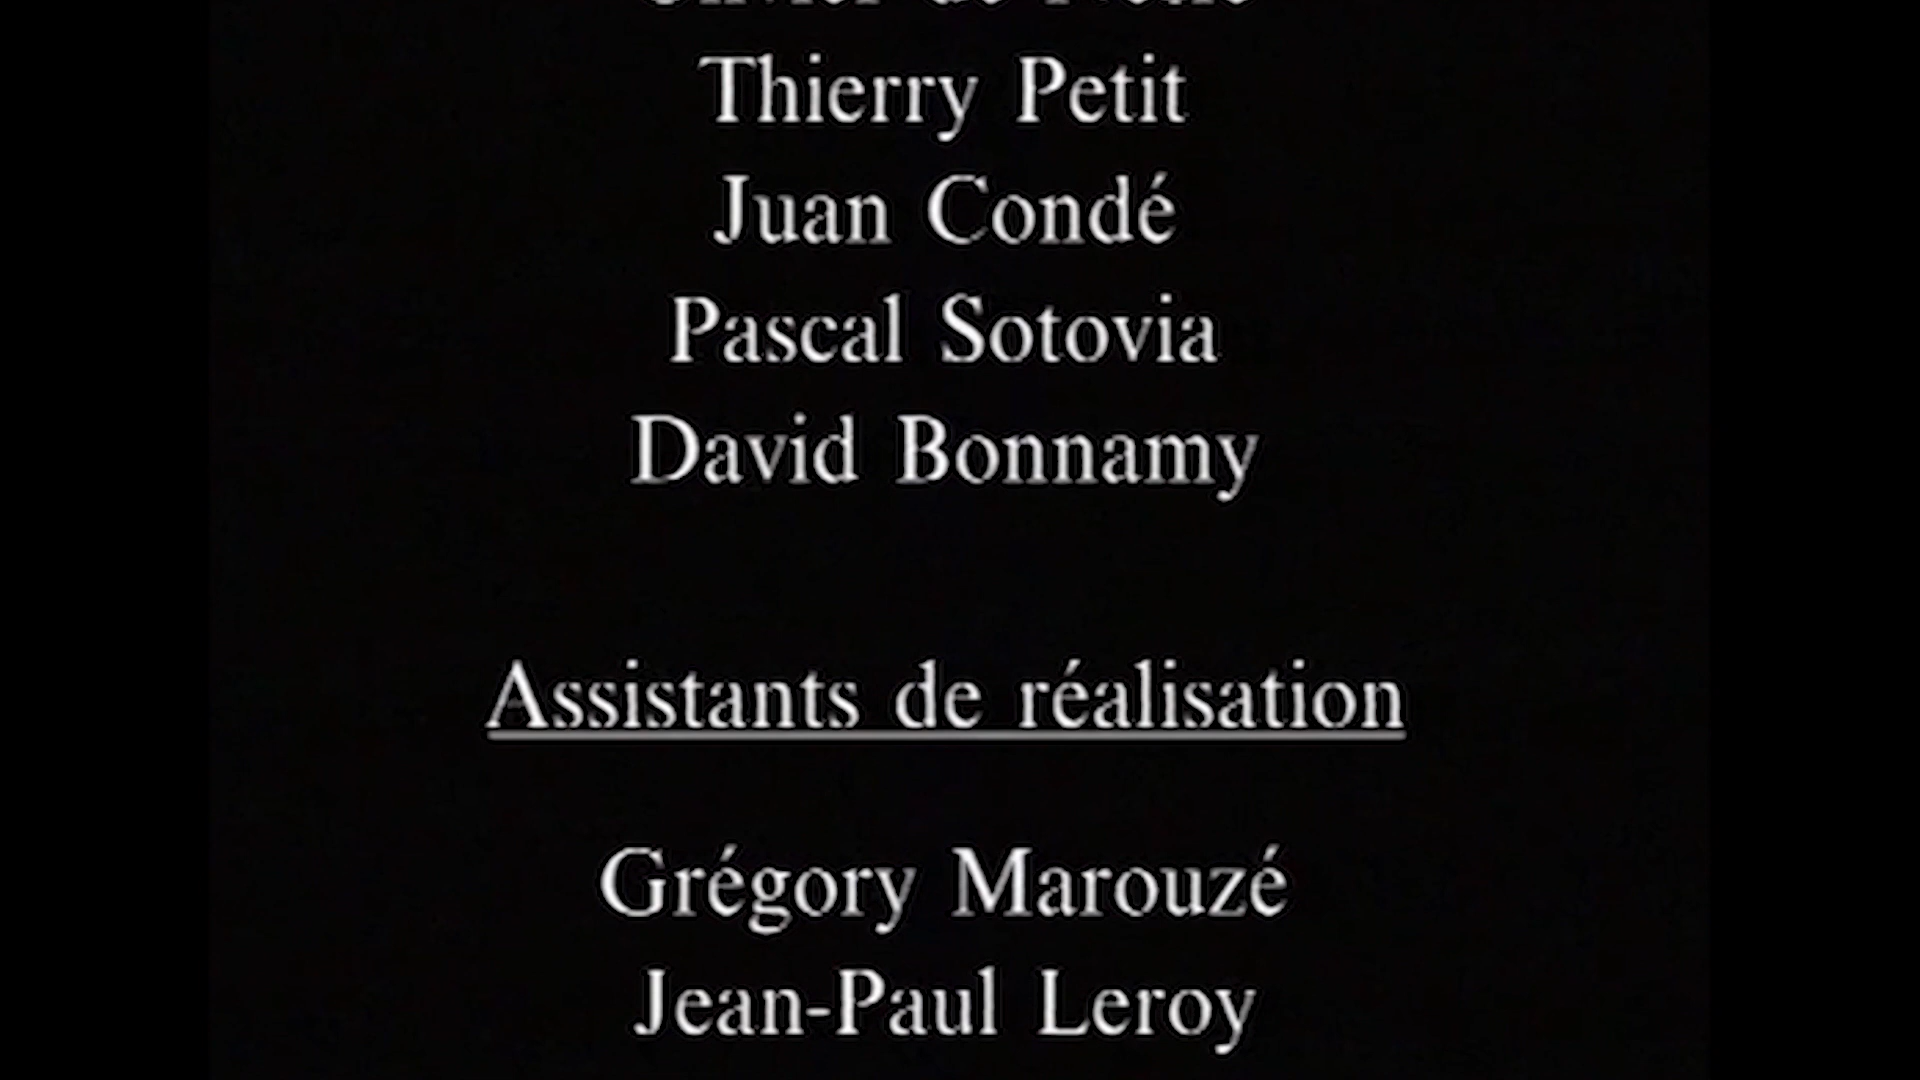 Thierry Petit
Juan Condé
Pascal Sotovia
David Bonnamy
Assistants de réalisation
Grégory Marouzé
Jean-Paul Leroy